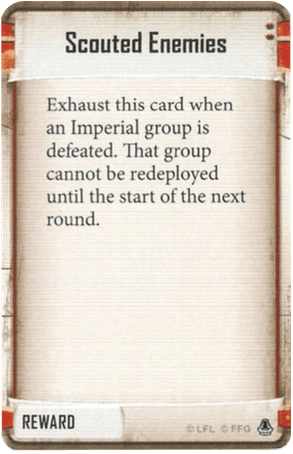 Scouted Enemies
Exhaust this card when
an Imperial group is
defeated. That group
cannot be redeployed
until the start of the next
round.
REWARD
© LFL © FFG